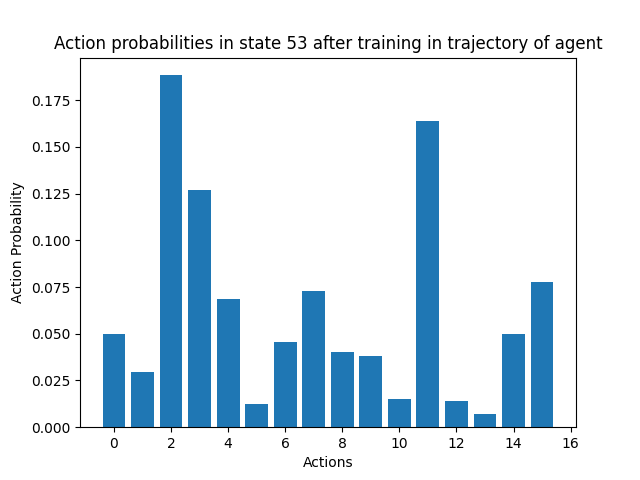 Action probabilities in state 53 after training in trajectory of agent
0.175
0.150
0.125
0.100
0.075
0.050
0.025
0.000
Action Probability
0 2 4 6 8 10 12 14 16
Actions